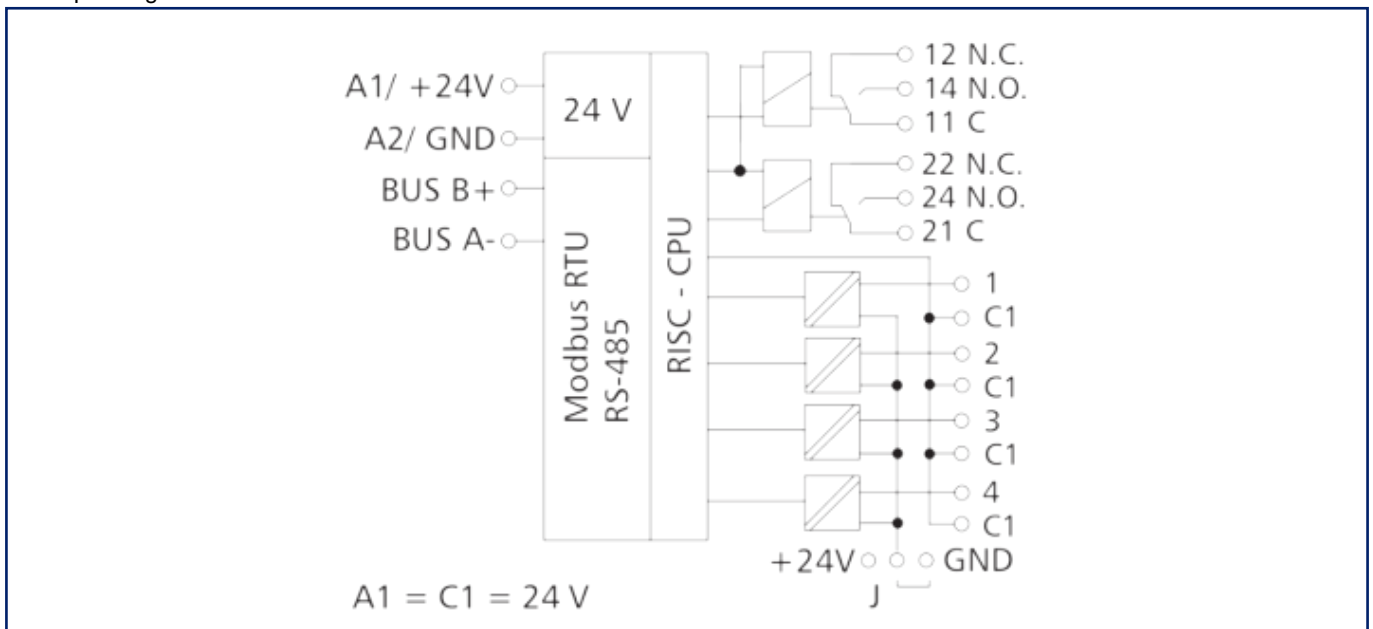 A1/ +24V
A2/ GND
BUS B+
BUS A-
24 V
Modbus RTU
RS-485
RISC - CPU
12 N.C.
14 N.O.
11 C
22 N.C.
24 N.O.
21 C
1
C1
2
C1
3
C1
4
C1
+24V
GND
J
A1 = C1 = 24 V